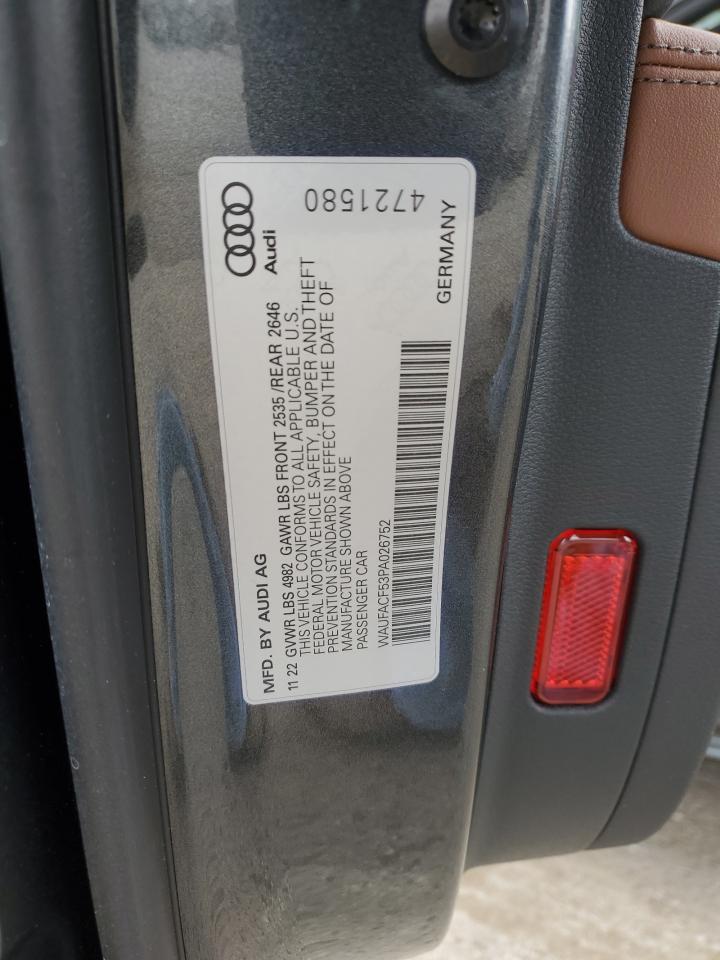 MFD. BY AUDI AG
Audi
11 22 GVWR LBS 4982 GAWR LBS FRONT 2535 /REAR 2646
THIS VEHICLE CONFORMS TO ALL APPLICABLE U.S.
FEDERAL MOTOR VEHICLE SAFETY, BUMPER AND THEFT
PREVENTION STANDARDS IN EFFECT ON THE DATE OF
MANUFACTURE SHOWN ABOVE
PASSENGER CAR
WAUFACF53PA026752
GERMANY
4721580